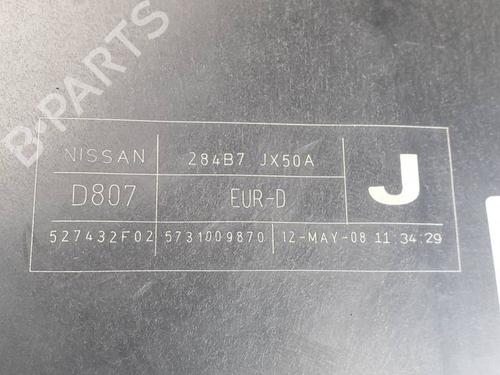 NISSAN 284B7 JX50A
J
D807 EUR-D
527432F02 5731009870 12-MAY-08 11:34:29
B-PARTS